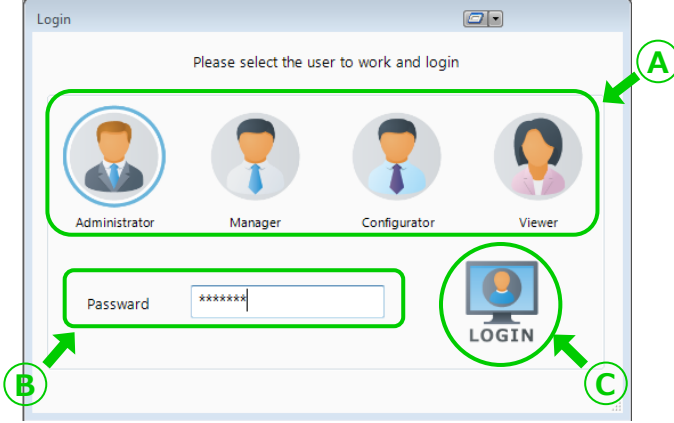 Login
Please select the user to work and login
A
Administrator Manager Configurator Viewer
Passward *******
LOGIN
B
C